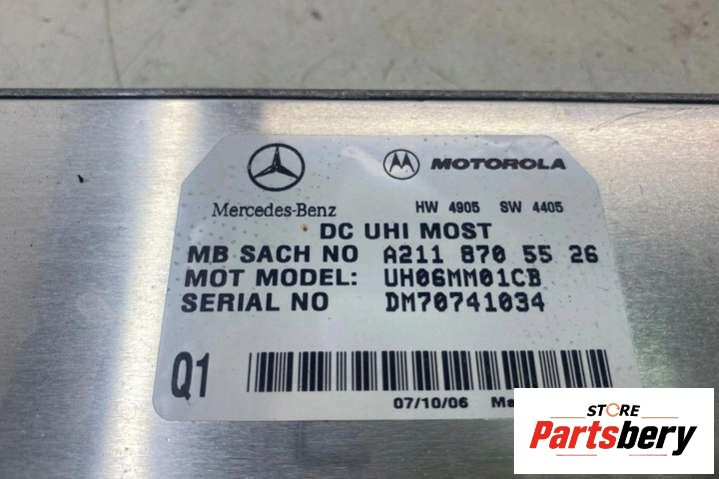 MOTOROLA
Mercedes-Benz
HW 4905 SW 4405
DC UHI MOST
MB SACH NO A211 870 55 26
MOT MODEL: UH06MM01CB
SERIAL NO DM70741034
Q1
07/10/06
STORE
Partsbery